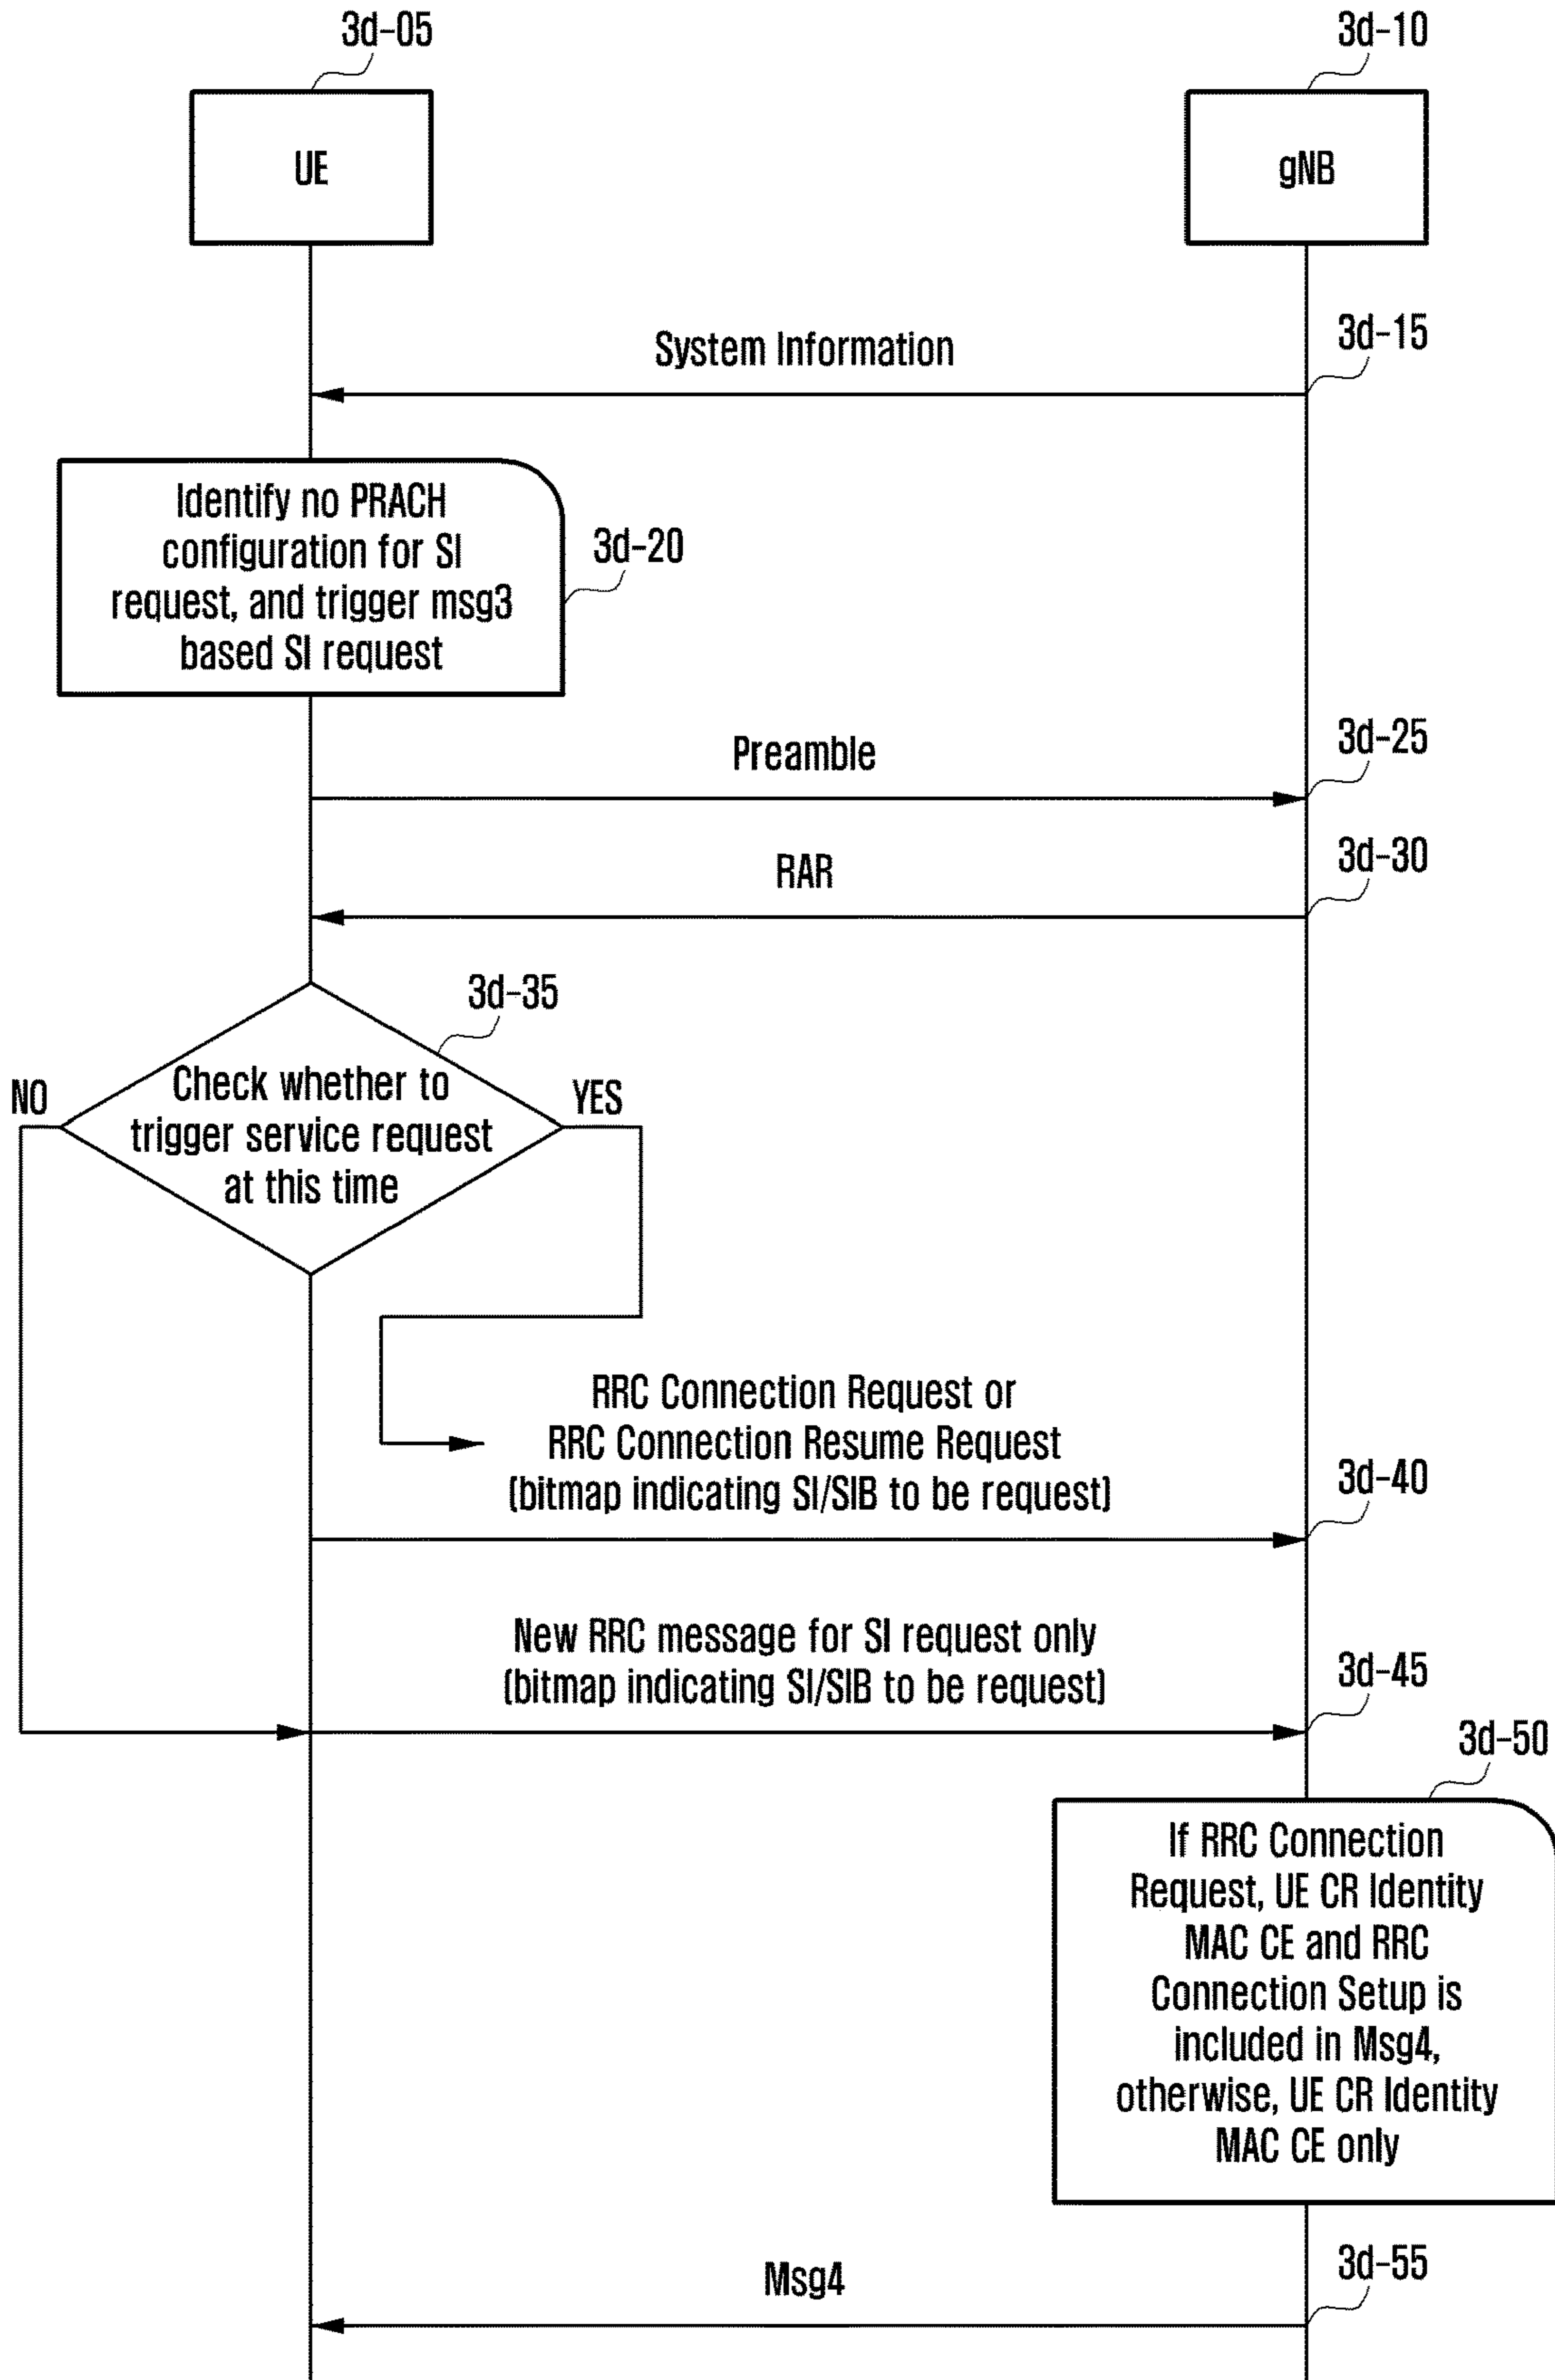 3d-05
3d-10
UE
gNB
3d-15
System Information
Identify no PRACH
configuration for SI
request, and trigger msg3
based SI request
3d-20
3d-25
Preamble
3d-30
RAR
3d-35
NO
Check whether to
trigger service request
at this time
YES
RRC Connection Request or
RRC Connection Resume Request
(bitmap indicating SI/SIB to be request)
3d-40
New RRC message for SI request only
(bitmap indicating SI/SIB to be request)
3d-45
3d-50
If RRC Connection
Request, UE CR Identity
MAC CE and RRC
Connection Setup is
included in Msg4,
otherwise, UE CR Identity
MAC CE only
3d-55
Msg4